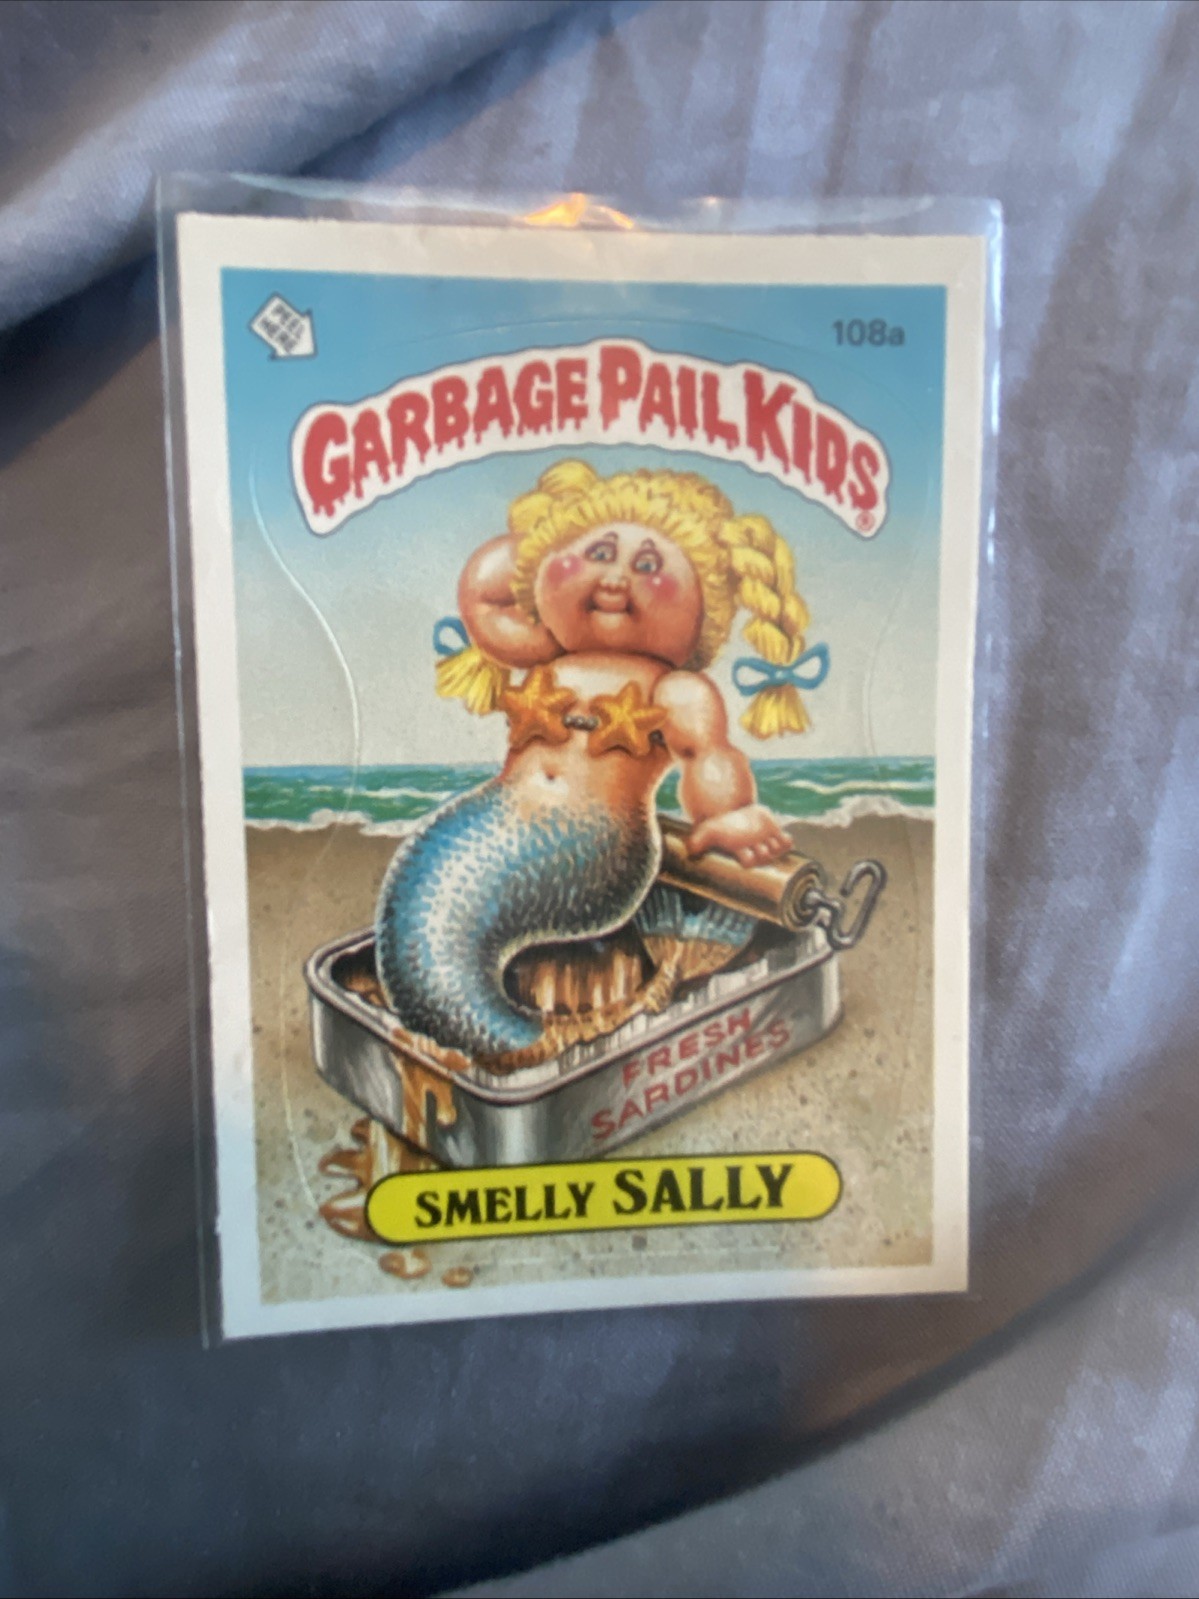 PEEL HERE
108a
GARBAGE PAIL KIDS®
FRESH
SARDINES
SMELLY SALLY